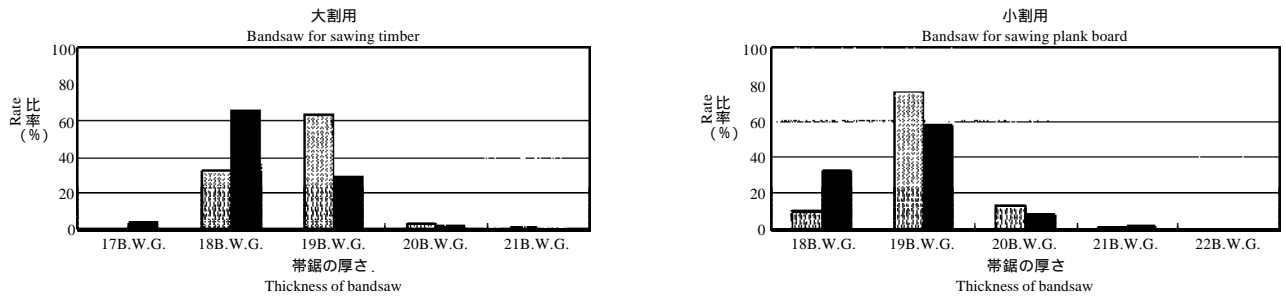 大割用
Bandsaw for sawing timber
100
80
60
40
20
0
Rate
比率
(%)
17B.W.G. 18B.W.G. 19B.W.G. 20B.W.G. 21B.W.G.
帯鋸の厚さ.
Thickness of bandsaw
小割用
Bandsaw for sawing plank board
100
80
60
40
20
0
Rate
比率
(%)
18B.W.G. 19B.W.G. 20B.W.G. 21B.W.G. 22B.W.G.
帯鋸の厚さ
Thickness of bandsaw